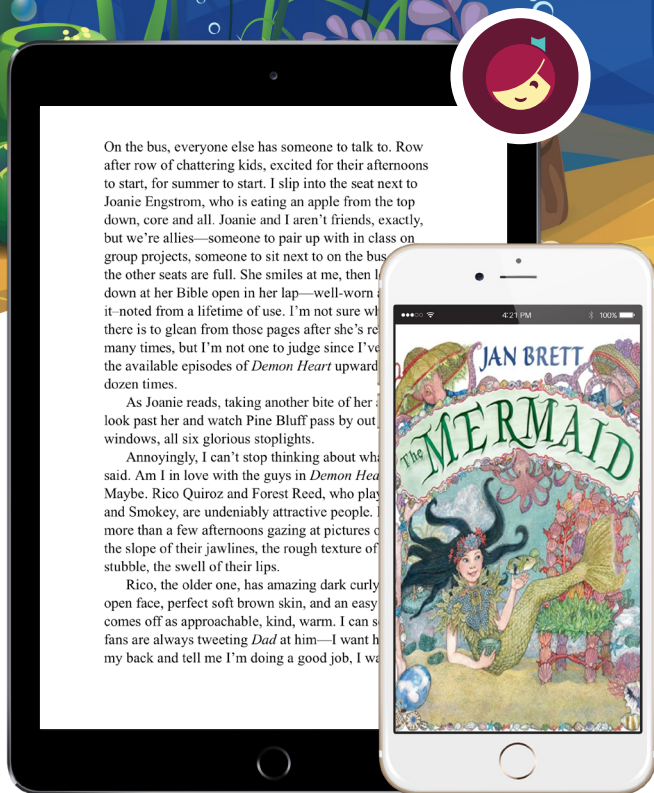 On the bus, everyone else has someone to talk to. Row
after row of chattering kids, excited for their afternoons
to start, for summer to start. I slip into the seat next to
Joanie Engstrom, who is eating an apple from the top
down, core and all. Joanie and I aren’t friends, exactly,
but we’re allies—someone to pair up with in class on
group projects, someone to sit next to on the bus
the other seats are full. She smiles at me, then
down at her Bible open in her lap—well-worn
it–noted from a lifetime of use. I’m not sure
there is to glean from those pages after she’s
many times, but I’m not one to judge since I’ve
the available episodes of Demon Heart upward
dozen times.
As Joanie reads, taking another bite of her
look past her and watch Pine Bluff pass by out
windows, all six glorious stoplights.
Annoyingly, I can’t stop thinking about
said. Am I in love with the guys in Demon
Maybe. Rico Quiroz and Forest Reed, who
and Smokey, are undeniably attractive people.
more than a few afternoons gazing at pictures
the slope of their jawlines, the rough texture of
stubble, the swell of their lips.
Rico, the older one, has amazing dark curly
open face, perfect soft brown skin, and an easy
comes off as approachable, kind, warm. I can
fans are always tweeting Dad at him—I want
my back and tell me I’m doing a good job, I
4:21 PM
100%
JAN BRETT
The MERMAID